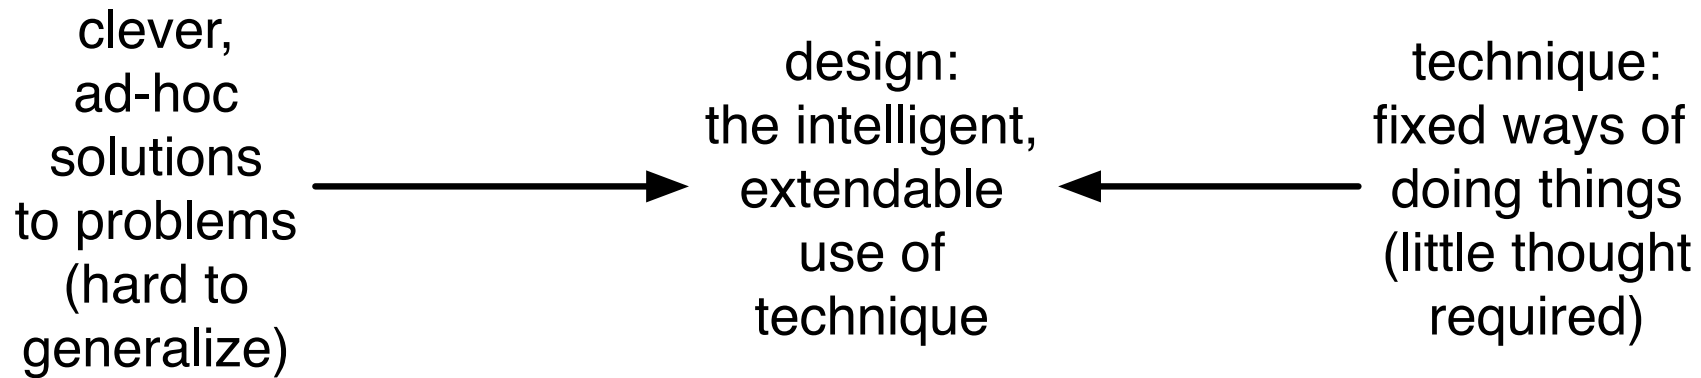 clever,
ad-hoc
solutions
to problems
(hard to
generalize)
design:
the intelligent,
extendable
use of
technique
technique:
fixed ways of
doing things
(little thought
required)